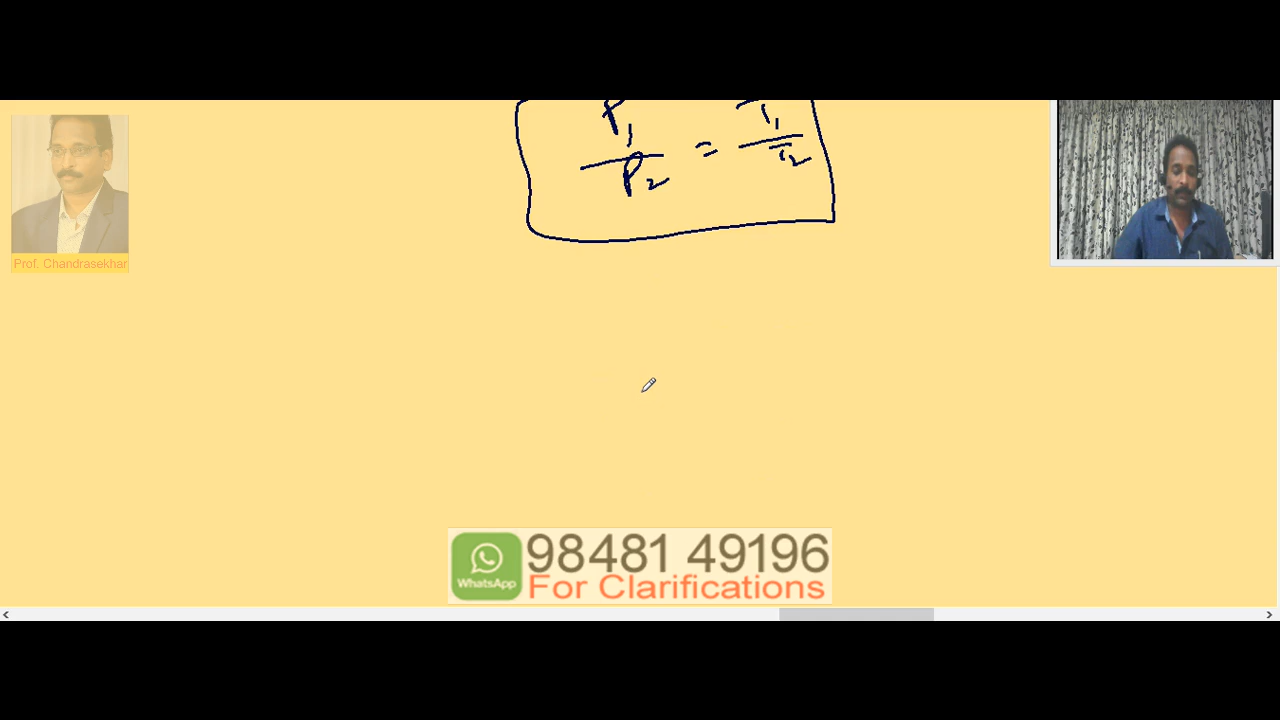 P1 / P2 = T1 / T2
Prof. Chandrasekhar
WhatsApp
98481 49196
For Clarifications